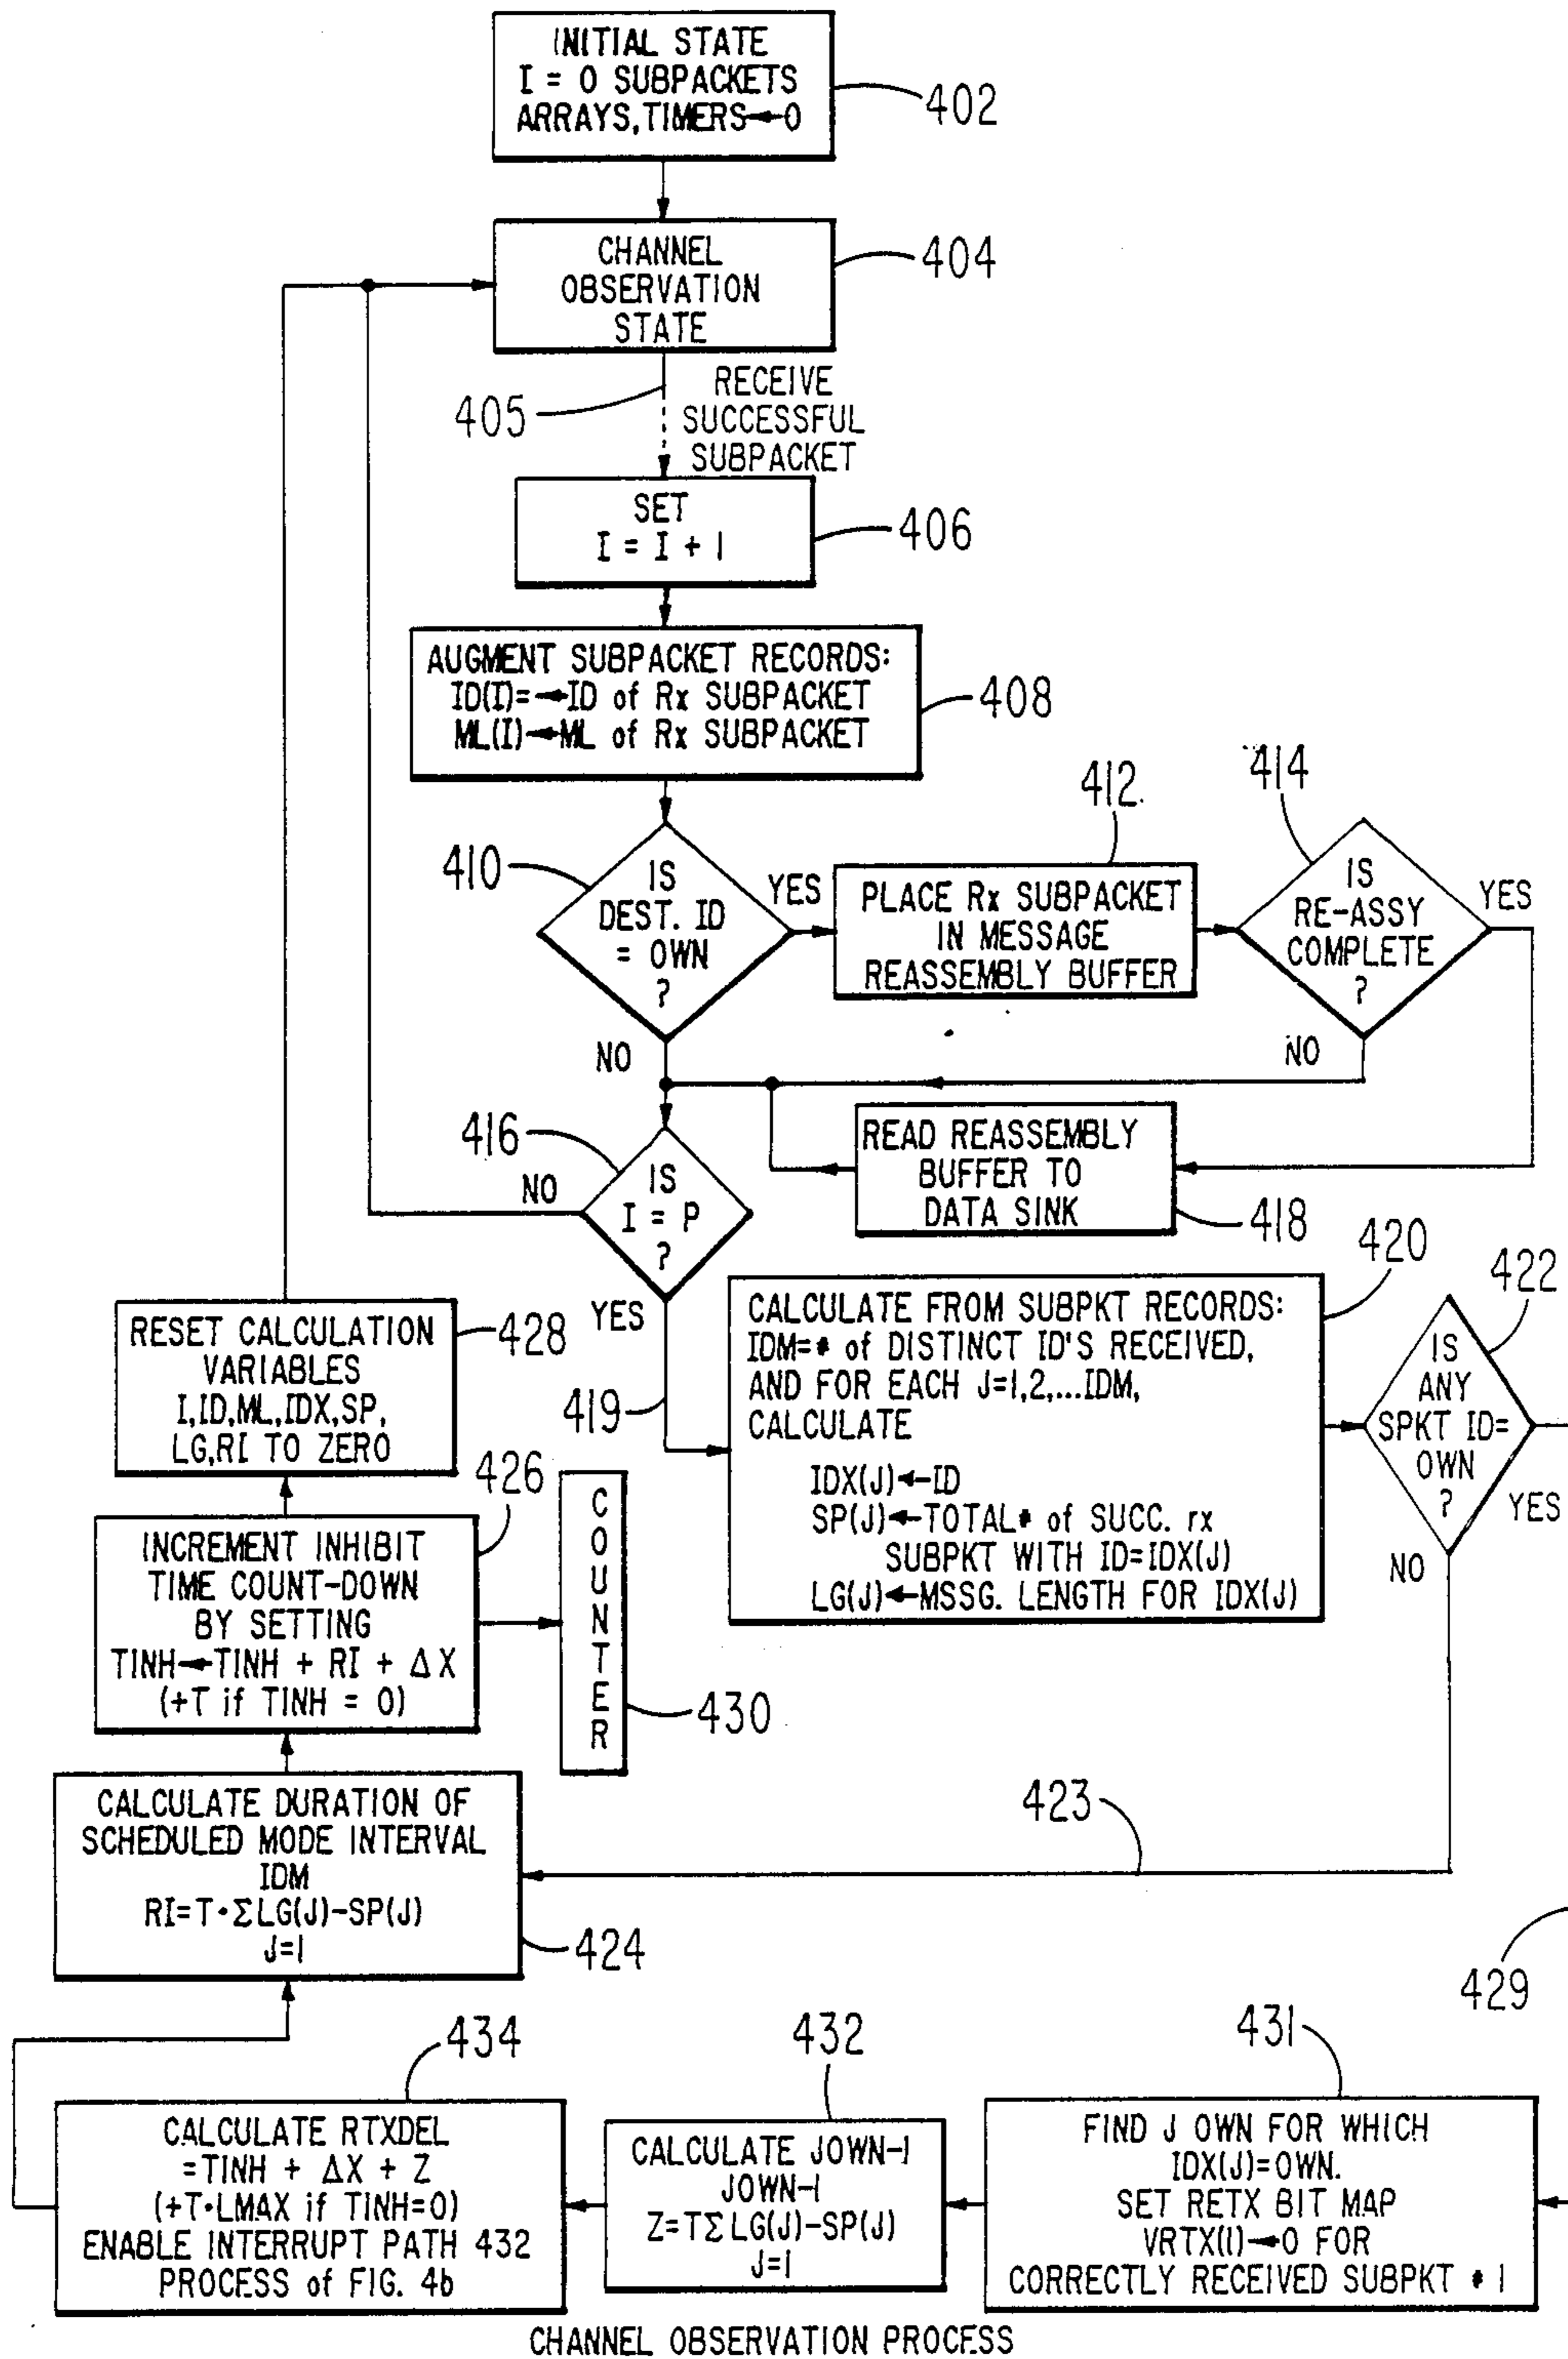 INITIAL STATE
I = 0 SUBPACKETS
ARRAYS,TIMERS←0
402
CHANNEL
OBSERVATION
STATE
404
405
RECEIVE
SUCCESSFUL
SUBPACKET
SET
I = I + 1
406
AUGMENT SUBPACKET RECORDS:
ID(I)=←ID of Rx SUBPACKET
ML(I)←ML of Rx SUBPACKET
408
410
IS
DEST. ID
= OWN
?
YES
NO
412
PLACE Rx SUBPACKET
IN MESSAGE
REASSEMBLY BUFFER
414
IS
RE-ASSY
COMPLETE
?
YES
NO
416
IS
I = P
?
NO
YES
READ REASSEMBLY
BUFFER TO
DATA SINK
418
419
420
CALCULATE FROM SUBPKT RECORDS:
IDM=# of DISTINCT ID'S RECEIVED,
AND FOR EACH J=1,2,...IDM,
CALCULATE
IDX(J)←ID
SP(J)←TOTAL# of SUCC. rx
SUBPKT WITH ID=IDX(J)
LG(J)←MSSG. LENGTH FOR IDX(J)
422
IS
ANY
SPKT ID=
OWN
?
YES
NO
RESET CALCULATION
VARIABLES
I,ID,ML,IDX,SP,
LG,RI TO ZERO
428
426
INCREMENT INHIBIT
TIME COUNT-DOWN
BY SETTING
TINH←TINH + RI + ΔX
(+T if TINH = 0)
COUNTER
430
423
CALCULATE DURATION OF
SCHEDULED MODE INTERVAL
IDM
RI=T·ΣLG(J)-SP(J)
J=1
424
429
434
CALCULATE RTXDEL
=TINH + ΔX + Z
(+T·LMAX if TINH=0)
ENABLE INTERRUPT PATH 432
PROCESS of FIG. 4b
432
CALCULATE JOWN-1
JOWN-1
Z=TΣLG(J)-SP(J)
J=1
431
FIND J OWN FOR WHICH
IDX(J)=OWN.
SET RETX BIT MAP
VRTX(I)←0 FOR
CORRECTLY RECEIVED SUBPKT # 1
CHANNEL OBSERVATION PROCESS